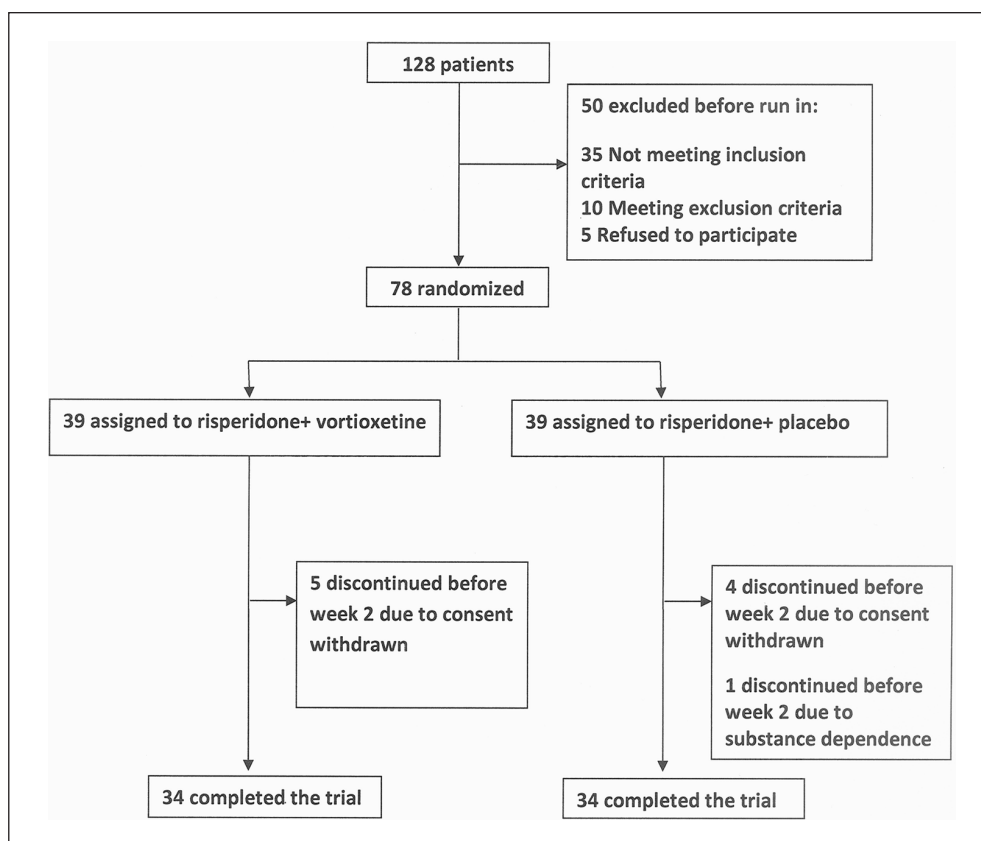 128 patients
50 excluded before run in:
35 Not meeting inclusion
criteria
10 Meeting exclusion criteria
5 Refused to participate
78 randomized
39 assigned to risperidone+ vortioxetine
39 assigned to risperidone+ placebo
5 discontinued before
week 2 due to consent
withdrawn
4 discontinued before
week 2 due to consent
withdrawn
1 discontinued before
week 2 due to
substance dependence
34 completed the trial
34 completed the trial